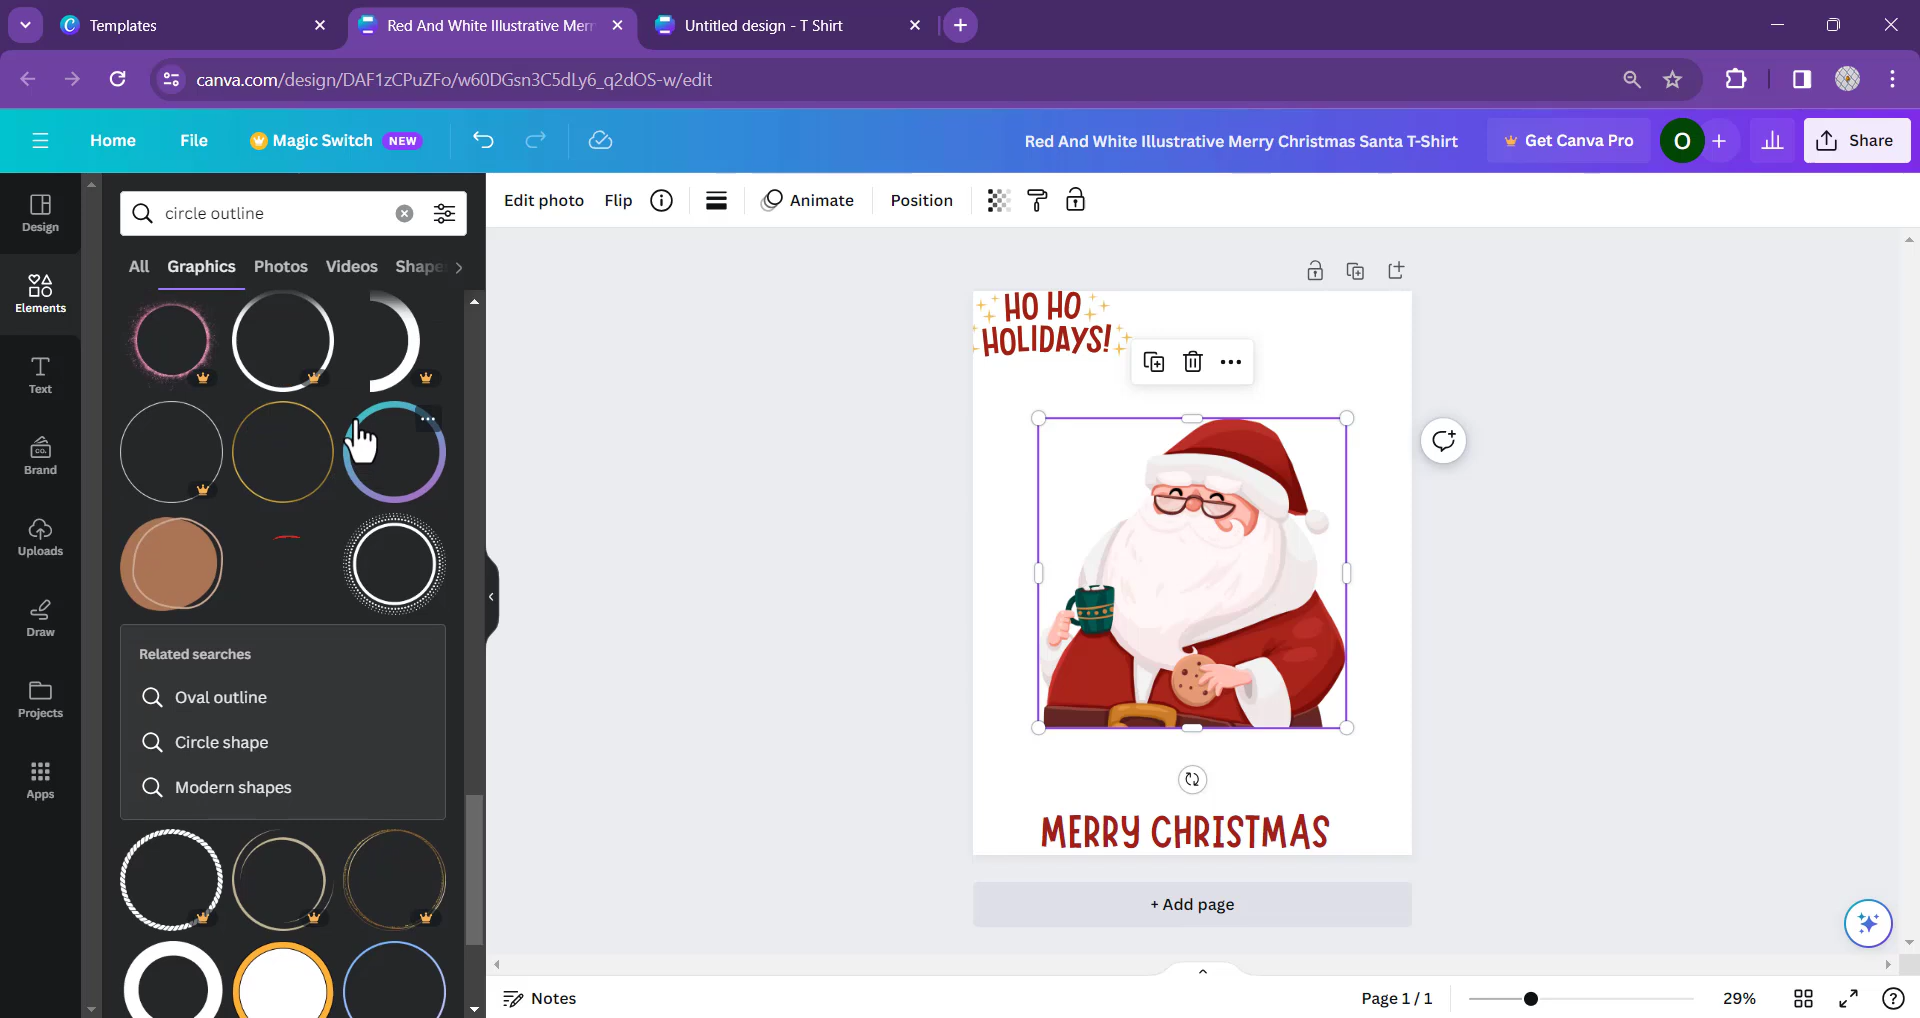 Templates
Red And White Illustrative Merr
Untitled design - T Shirt
canva.com/design/DAF1zCPuZFo/w60DGsn3C5dLy6_q2dOS-w/edit
Home
File
Magic Switch
NEW
Red And White Illustrative Merry Christmas Santa T-Shirt
Get Canva Pro
O
Share
Design
Elements
Text
Brand
Uploads
Draw
Projects
Apps
circle outline
All
Graphics
Photos
Videos
Shape
Related searches
Oval outline
Circle shape
Modern shapes
Edit photo
Flip
Animate
Position
HO HO
HOLIDAYS!
MERRY CHRISTMAS
+ Add page
Notes
Page 1 / 1
29%